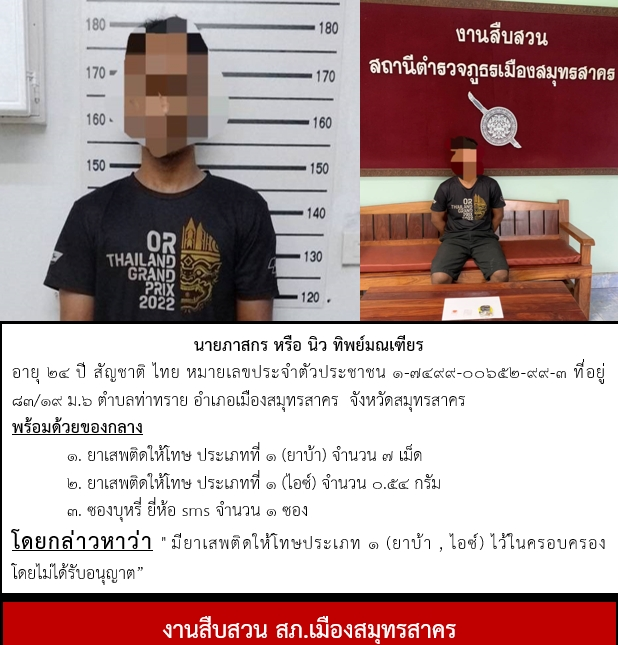 180
180
170
170
160
160
150
150
140
130
120
OR
THAILAND
GRAND
PRIX
2022
งานสืบสวน
สถานีตำรวจภูธรเมืองสมุทรสาคร
OR
THAILAND
GRAND
PRIX
นายภาสกร หรือ นิว ทิพย์มณเฑียร
อายุ ๒๔ ปี สัญชาติ ไทย หมายเลขประจำตัวประชาชน ๑-๗๔๙๙-๐๐๖๕๒-๙๙-๓ ที่อยู่
๘๓/๑๙ ม.๖ ตำบลท่าทราย อำเภอเมืองสมุทรสาคร จังหวัดสมุทรสาคร
พร้อมด้วยของกลาง
๑. ยาเสพติดให้โทษ ประเภทที่ ๑ (ยาบ้า) จำนวน ๗ เม็ด
๒. ยาเสพติดให้โทษ ประเภทที่ ๑ (ไอซ์) จำนวน ๐.๕๔ กรัม
๓. ซองบุหรี่ ยี่ห้อ sms จำนวน ๑ ซอง
โดยกล่าวหาว่า " มียาเสพติดให้โทษประเภท ๑ (ยาบ้า , ไอซ์) ไว้ในครอบครอง
โดยไม่ได้รับอนุญาต”
งานสืบสวน สภ.เมืองสมุทรสาคร